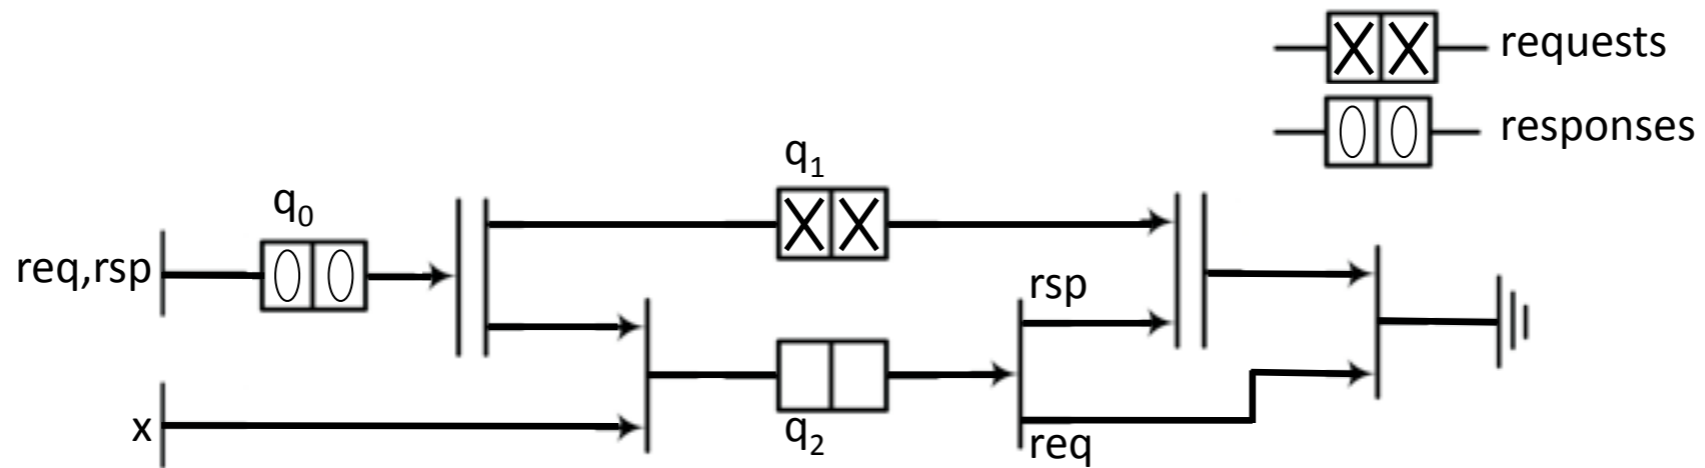 requests
responses
q1
q0
req,rsp
rsp
x
q2
req